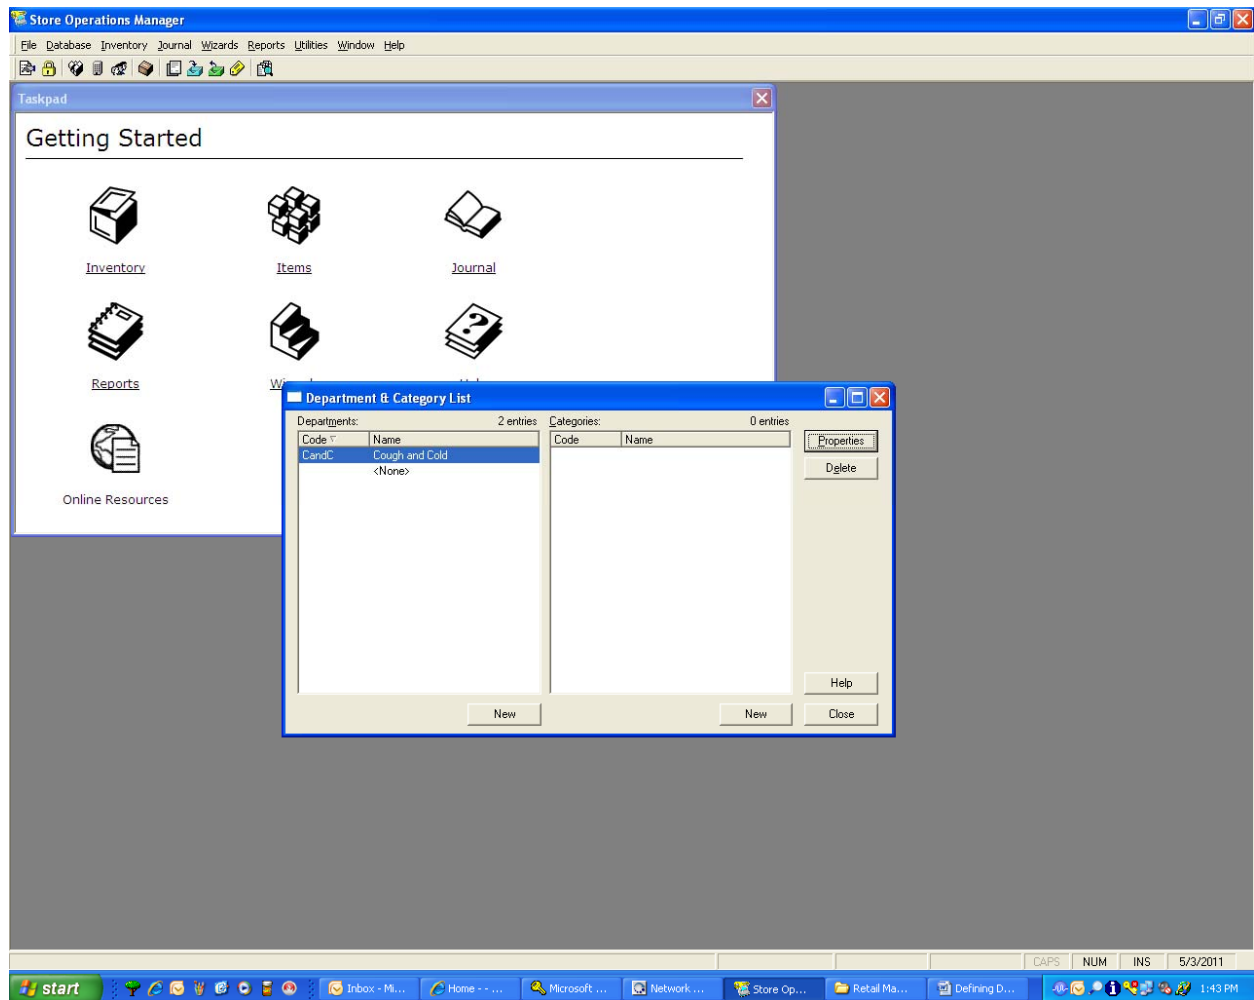 Store Operations Manager
File Database Inventory Journal Wizards Reports Utilities Window Help
Taskpad
Getting Started
Inventory Items Journal
Reports
Online Resources
Department & Category List
Departments: 2 entries Categories: 0 entries
Code Name Code Name
CandC Cough and Cold
<None>
Properties
Delete
Help
New New Close
CAPS NUM INS 5/3/2011
start Inbox - Mi... Home - - ... Microsoft ... Network ... Store Op... Retail Ma... Defining D... 1:43 PM